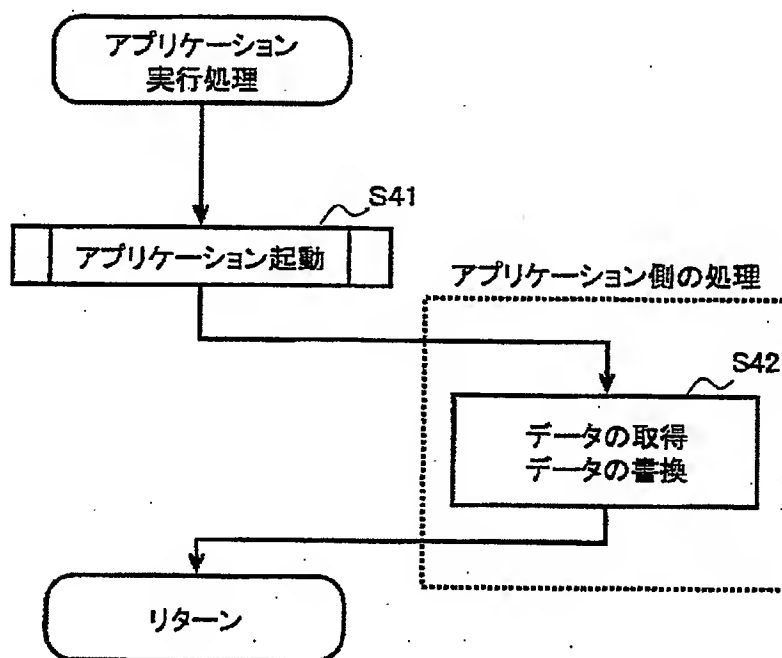 アプリケーション
実行処理
S41
アプリケーション起動
アプリケーション側の処理
S42
データの取得
データの書換
リターン